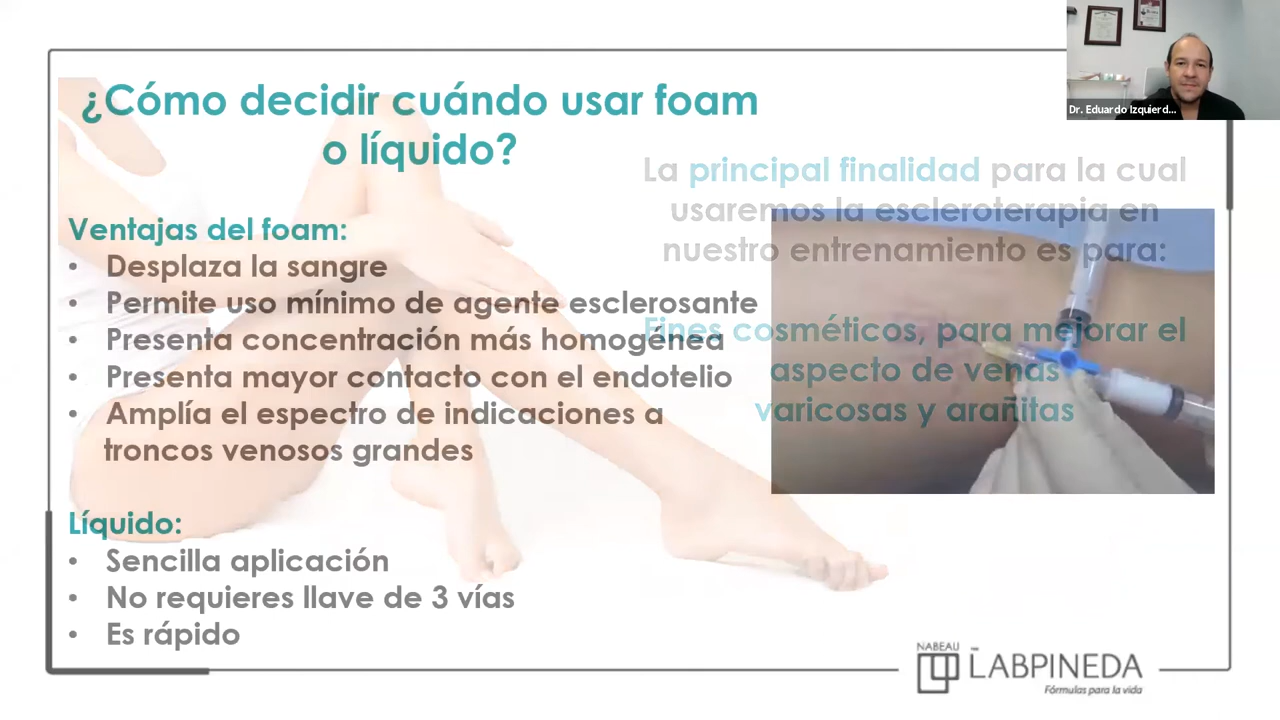 Dr. Eduardo Izquierd...
¿Cómo decidir cuándo usar foam
o líquido?
Ventajas del foam:
• Desplaza la sangre
• Permite uso mínimo de agente esclerosante
• Presenta concentración más homogénea
• Presenta mayor contacto con el endotelio
• Amplía el espectro de indicaciones a
troncos venosos grandes
Líquido:
• Sencilla aplicación
• No requieres llave de 3 vías
• Es rápido
La principal finalidad para la cual
usaremos la escleroterapia en
nuestro entrenamiento es para:
Fines cosméticos, para mejorar el
aspecto de venas
varicosas y arañitas
NABEAU
LABPINEDA
Fórmulas para la vida